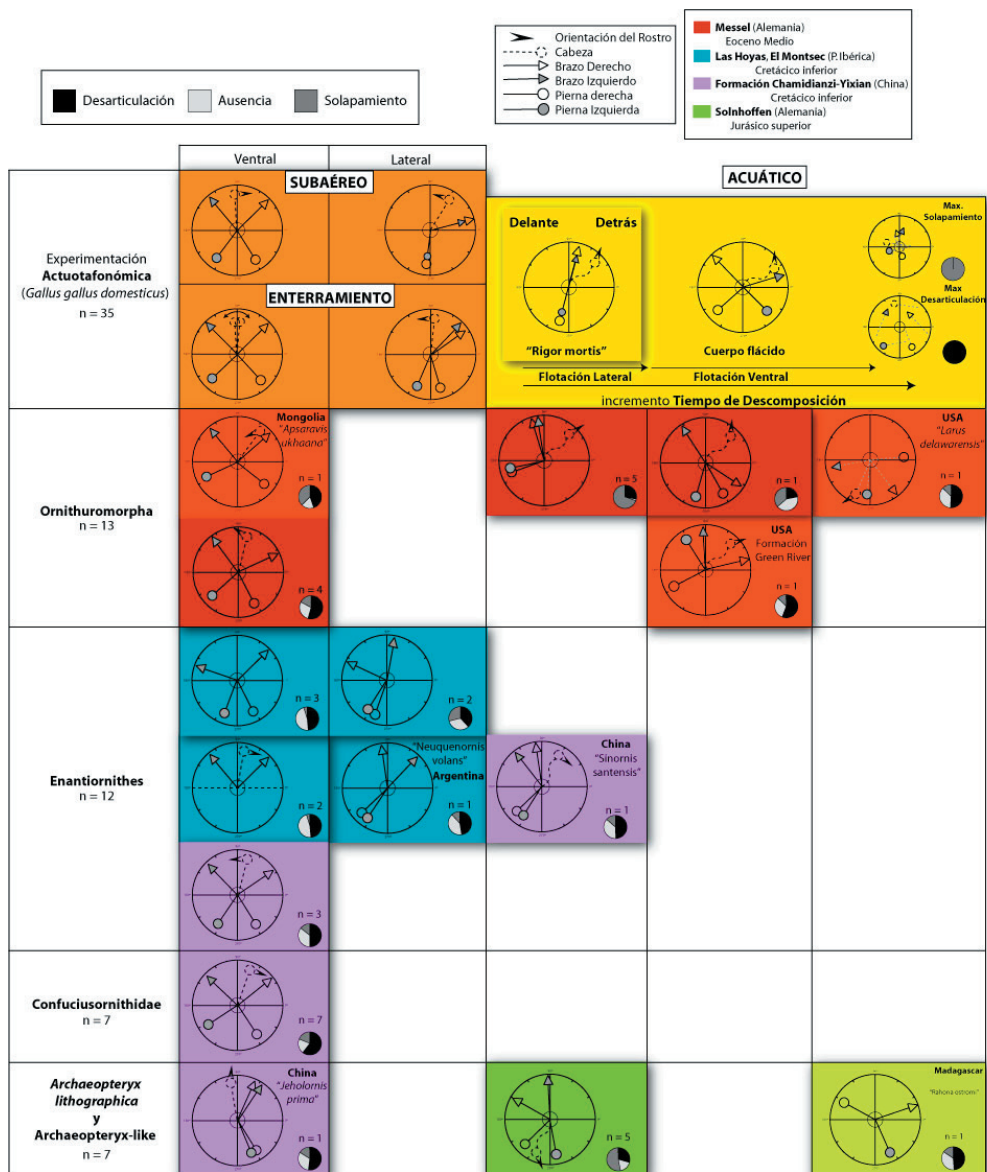 Desarticulación
Ausencia
Solapamiento
Orientación del Rostro
Cabeza
Brazo Derecho
Brazo Izquierdo
Pierna derecha
Pierna Izquierda
Messel (Alemania)
Eoceno Medio
Las Hoyas, El Montsec (P. Ibérica)
Cretácico inferior
Formación Chamidianzi-Yixian (China)
Cretácico inferior
Solnhoffen (Alemania)
Jurásico superior
Ventral
Lateral
SUBAÉREO
ACUÁTICO
Experimentación
Actuotafonómica
(Gallus gallus domesticus)
n = 35
ENTERRAMIENTO
Delante
Detrás
"Rigor mortis"
Cuerpo flácido
Max.
Solapamiento
Max
Desarticulación
Flotación Lateral
Flotación Ventral
incremento Tiempo de Descomposición
Ornithuromorpha
n = 13
Mongolia
"Apsaravis
ukhaana"
n = 1
n = 5
n = 1
USA
"Larus
delawarensis"
n = 1
n = 4
USA
Formación
Green River
n = 1
Enantiornithes
n = 12
n = 3
n = 2
n = 2
"Neuquenornis
volans"
Argentina
n = 1
China
"Sinornis
santensis"
n = 1
n = 3
Confuciusornithidae
n = 7
n = 7
Archaeopteryx
lithographica
y
Archaeopteryx-like
n = 7
China
"Jeholornis
prima"
n = 1
n = 5
Madagascar
"Rahona ostromi"
n = 1